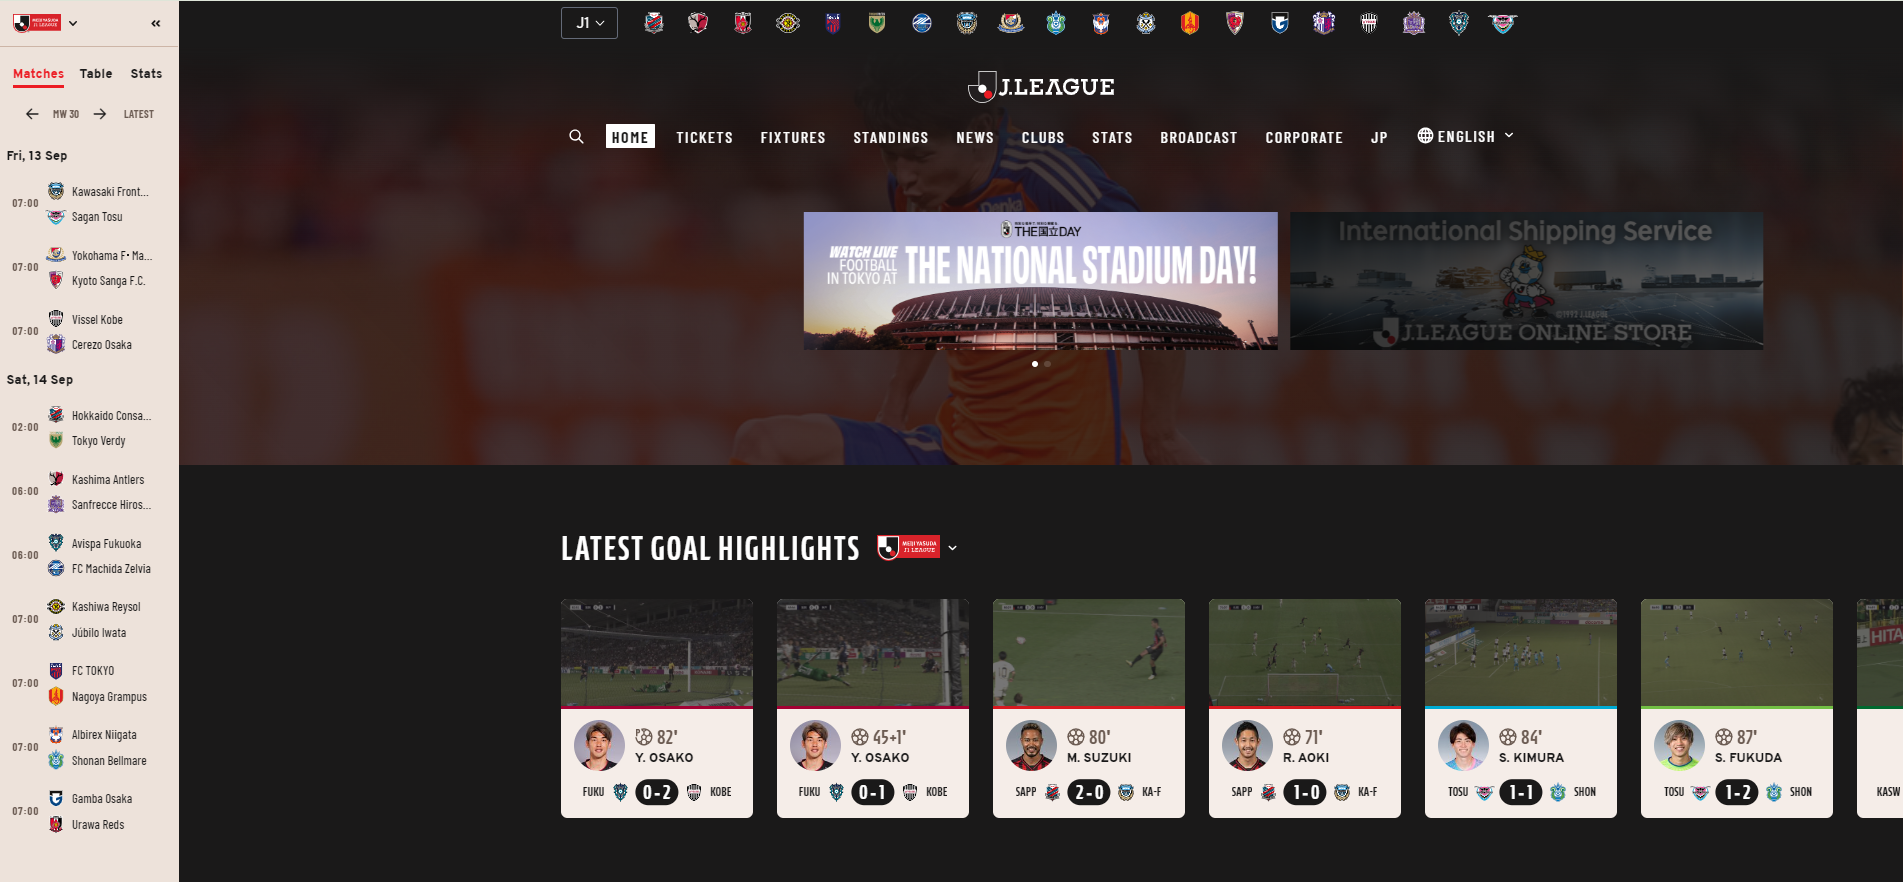 MEIJI YASUDA
J1 LEAGUE
Matches
Table
Stats
MW 30
LATEST
Fri, 13 Sep
07:00
Kawasaki Front...
Sagan Tosu
07:00
Yokohama F・Ma...
Kyoto Sanga F.C.
07:00
Vissel Kobe
Cerezo Osaka
Sat, 14 Sep
02:00
Hokkaido Consa...
Tokyo Verdy
06:00
Kashima Antlers
Sanfrecce Hiros...
06:00
Avispa Fukuoka
FC Machida Zelvia
07:00
Kashiwa Reysol
Júbilo Iwata
07:00
FC TOKYO
Nagoya Grampus
07:00
Albirex Niigata
Shonan Bellmare
07:00
Gamba Osaka
Urawa Reds
J1
J.LEAGUE
HOME
TICKETS
FIXTURES
STANDINGS
NEWS
CLUBS
STATS
BROADCAST
CORPORATE
JP
ENGLISH
THE国立DAY
WATCH LIVE
FOOTBALL
IN TOKYO AT
THE NATIONAL STADIUM DAY!
International Shipping Service
©1992 J.LEAGUE
J.LEAGUE ONLINE STORE
LATEST GOAL HIGHLIGHTS
MEIJI YASUDA
J1 LEAGUE
82'
Y. OSAKO
FUKU 0-2 KOBE
45+1'
Y. OSAKO
FUKU 0-1 KOBE
80'
M. SUZUKI
SAPP 2-0 KA-F
71'
R. AOKI
SAPP 1-0 KA-F
84'
S. KIMURA
TOSU 1-1 SHON
87'
S. FUKUDA
TOSU 1-2 SHON
HITA
KASW